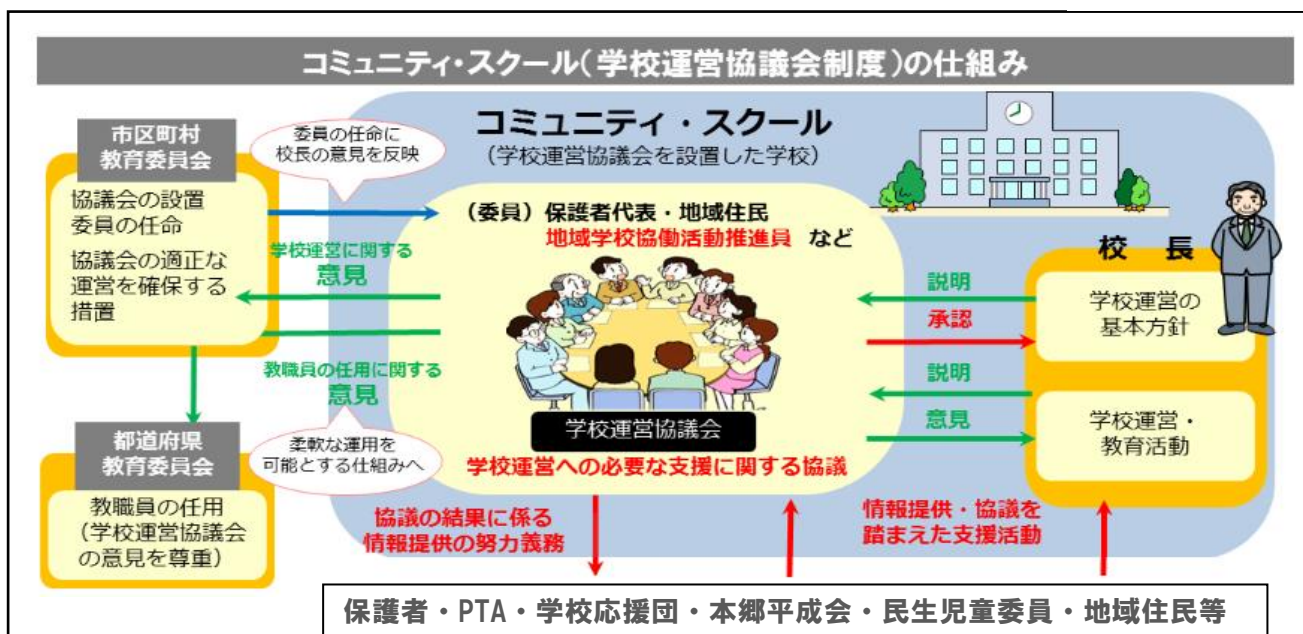 コミュニティ・スクール(学校運営協議会制度)の仕組み
市区町村
教育委員会
協議会の設置
委員の任命
協議会の適正な
運営を確保する
措置
委員の任命に
校長の意見を反映
コミュニティ・スクール
(学校運営協議会を設置した学校)
(委員)保護者代表・地域住民
地域学校協働活動推進員 など
学校運営に関する
意見
教職員の任用に関する
意見
柔軟な運用を
可能とする仕組みへ
都道府県
教育委員会
教職員の任用
(学校運営協議会
の意見を尊重)
学校運営協議会
学校運営への必要な支援に関する協議
校 長
説明
承認
学校運営の
基本方針
説明
意見
学校運営・
教育活動
協議の結果に係る
情報提供の努力義務
情報提供・協議を
踏まえた支援活動
保護者・PTA・学校応援団・本郷平成会・民生児童委員・地域住民等